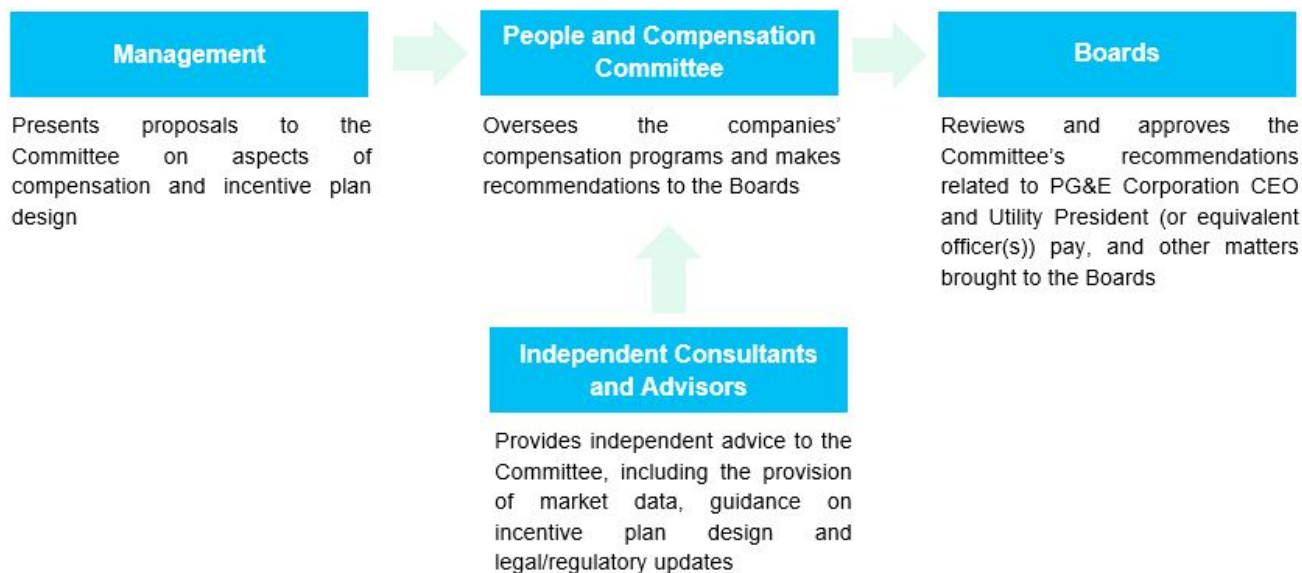 Management
Presents proposals to the
Committee on aspects of
compensation and incentive plan
design
People and Compensation
Committee
Oversees the companies’
compensation programs and makes
recommendations to the Boards
Boards
Reviews and approves the
Committee’s recommendations
related to PG&E Corporation CEO
and Utility President (or equivalent
officer(s)) pay, and other matters
brought to the Boards
Independent Consultants
and Advisors
Provides independent advice to the
Committee, including the provision
of market data, guidance on
incentive plan design and
legal/regulatory updates